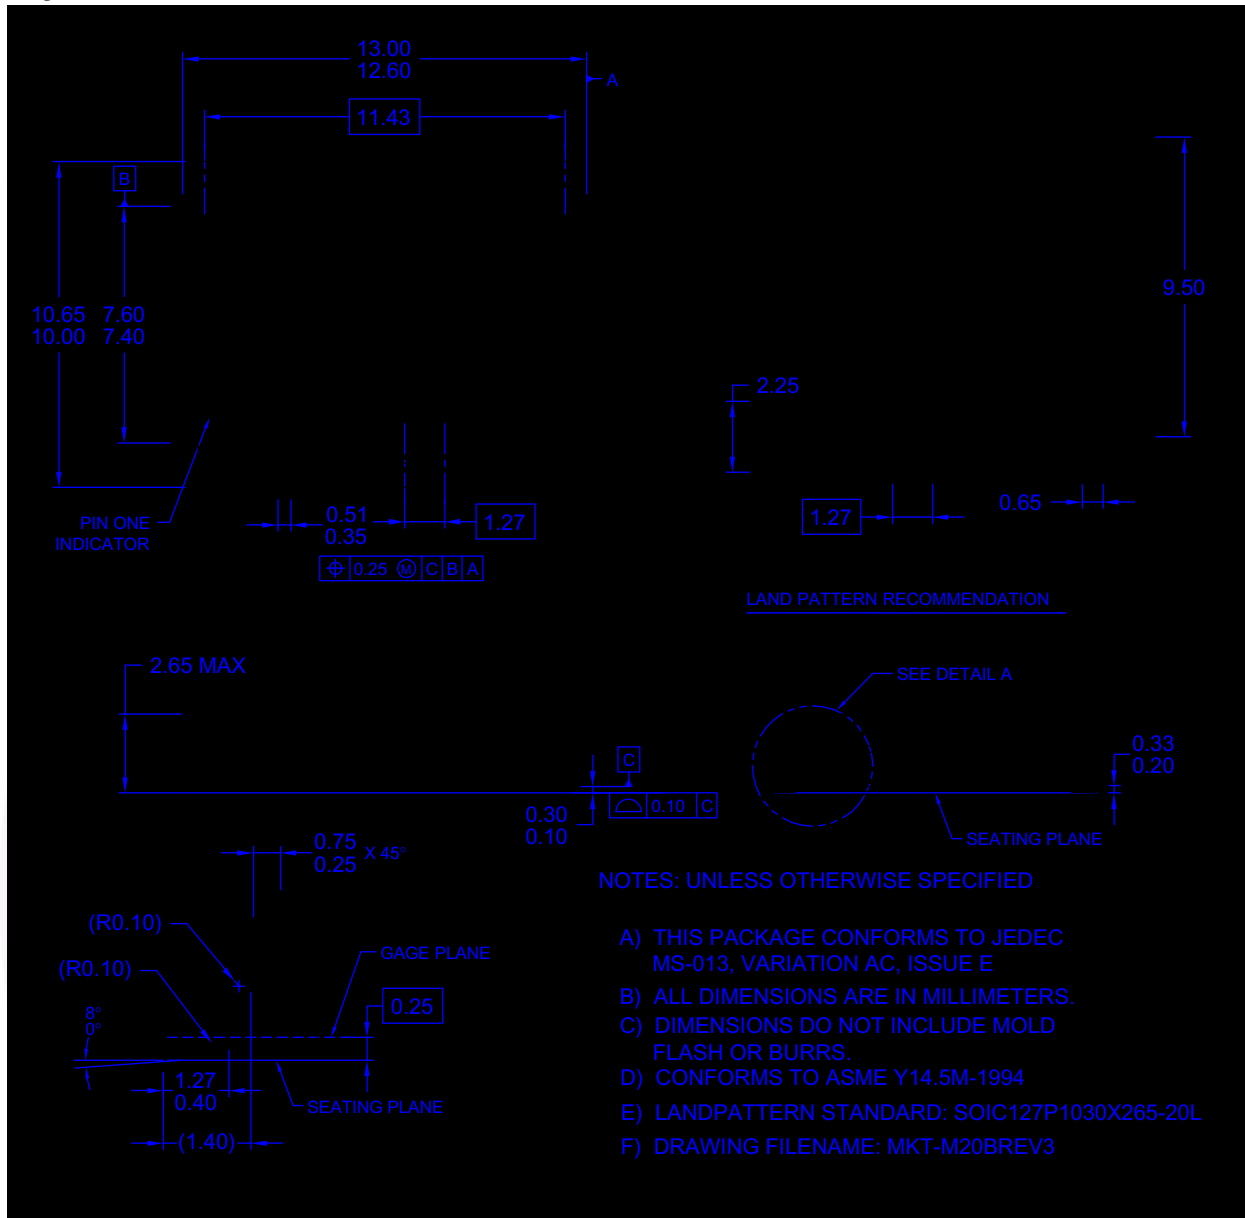 13.00
12.60
A
11.43
B
10.65 7.60
10.00 7.40
9.50
2.25
PIN ONE
INDICATOR
0.51
0.35
1.27
0.25 Ⓜ C B A
1.27
0.65
LAND PATTERN RECOMMENDATION
2.65 MAX
SEE DETAIL A
C
0.33
0.20
0.30
0.10
0.10 C
SEATING PLANE
0.75
0.25
X 45°
NOTES: UNLESS OTHERWISE SPECIFIED
(R0.10)
(R0.10)
GAGE PLANE
0.25
8°
0°
1.27
0.40
SEATING PLANE
(1.40)
A) THIS PACKAGE CONFORMS TO JEDEC
MS-013, VARIATION AC, ISSUE E
B) ALL DIMENSIONS ARE IN MILLIMETERS.
C) DIMENSIONS DO NOT INCLUDE MOLD
FLASH OR BURRS.
D) CONFORMS TO ASME Y14.5M-1994
E) LANDPATTERN STANDARD: SOIC127P1030X265-20L
F) DRAWING FILENAME: MKT-M20BREV3